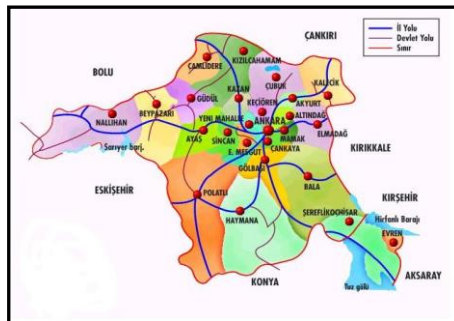 ÇANKIRI
İl Yolu
Devlet Yolu
Sınır
BOLU
KIZILCAHAMAM
ÇAMLIDERE
ÇUBUK
KALECİK
KAZAN
GÜDÜL
KEÇİÖREN
AKYURT
BEYPAZARI
NALLIHAN
YENİ MAHALLE
ANKARA
ALTINDAĞ
ELMADAĞ
AYAŞ
SİNCAN
MAMAK
Sarıyer barj.
E. MESGUT
ÇANKAYA
KIRIKKALE
GÖLBAŞI
ESKİŞEHİR
BALA
POLATLI
KIRŞEHİR
HAYMANA
ŞEREFLİKOÇHİSAR
Hirfanlı Barajı
EVREN
KONYA
Tuz gölü
AKSARAY